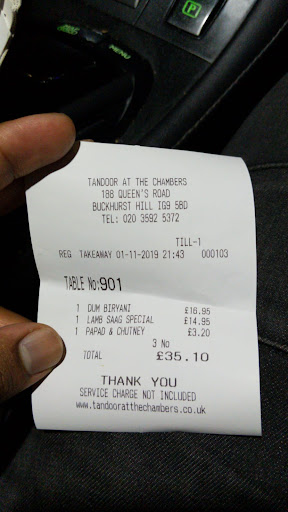 MENU
P
TANDOOR AT THE CHAMBERS
188 QUEEN'S ROAD
BUCKHURST HILL IG9 5BD
TEL: 020 3592 5372
TILL-1
REG TAKEAWAY 01-11-2019 21:43 000103
TABLE No:901
1 DUM BIRYANI £16.95
1 LAMB SAAG SPECIAL £14.95
1 PAPAD & CHUTNEY £3.20
3 No
TOTAL £35.10
THANK YOU
SERVICE CHARGE NOT INCLUDED
www.tandooratthechambers.co.uk